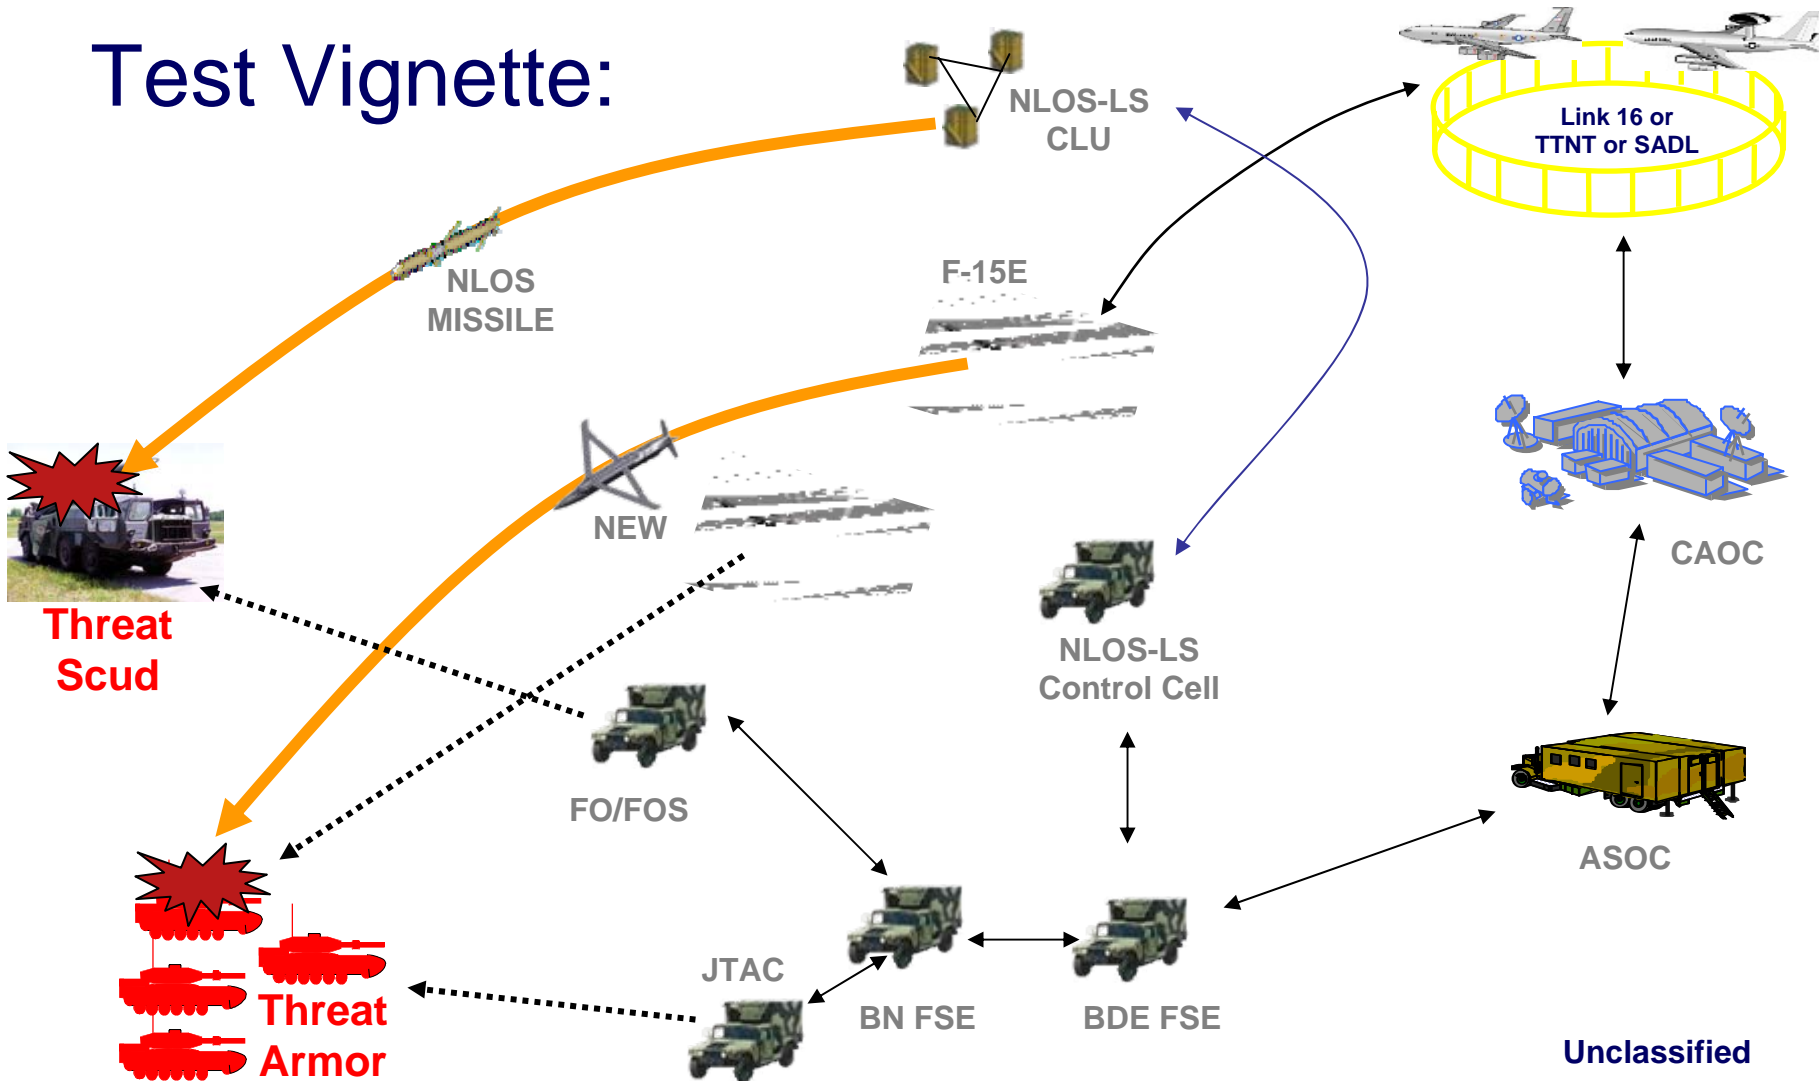 Test Vignette:
NLOS-LS
CLU
Link 16 or
TTNT or SADL
NLOS
MISSILE
F-15E
NEW
CAOC
Threat
Scud
NLOS-LS
Control Cell
FO/FOS
ASOC
JTAC
BN FSE
BDE FSE
Threat
Armor
Unclassified